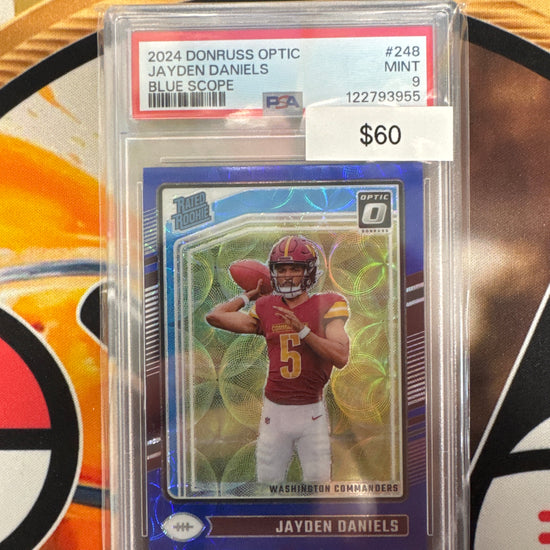 2024 DONRUSS OPTIC #248
JAYDEN DANIELS MINT
BLUE SCOPE 9
PSA 122793955
$60
RATED
ROOKIE
OPTIC
DONRUSS
COMMANDERS
5
WASHINGTON COMMANDERS
JAYDEN DANIELS